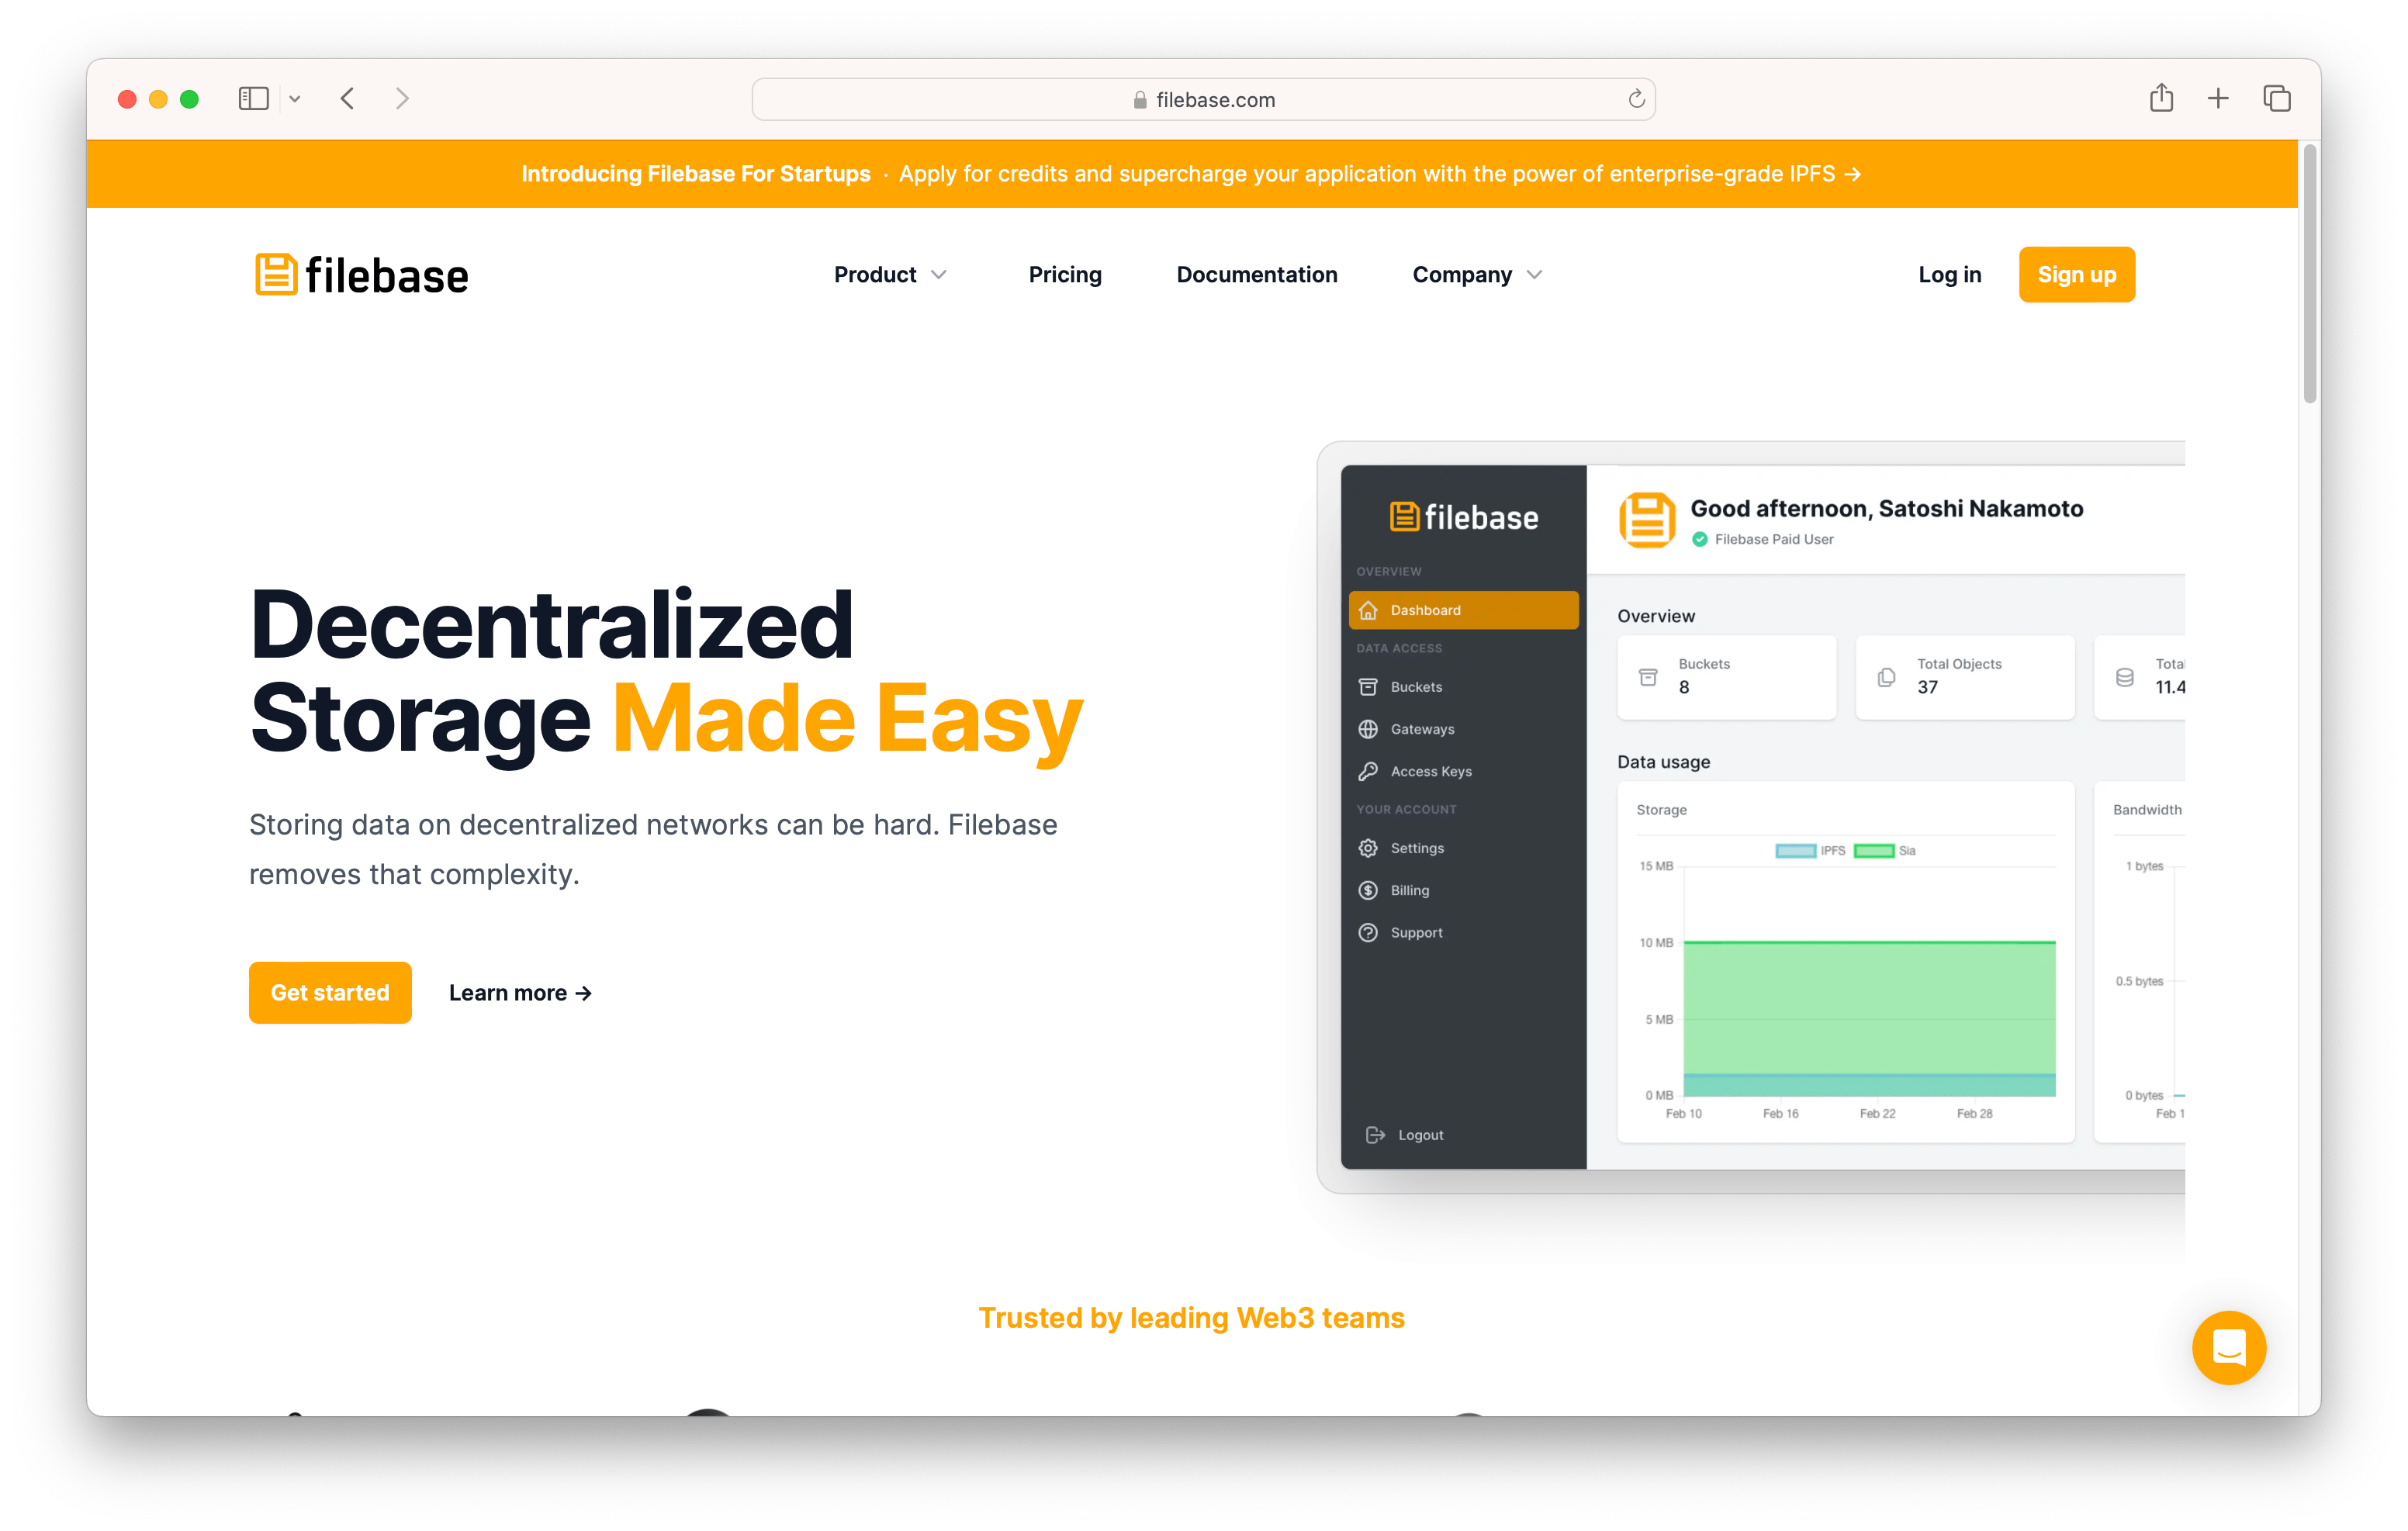 filebase.com
Introducing Filebase For Startups · Apply for credits and supercharge your application with the power of enterprise-grade IPFS →
filebase
Product
Pricing
Documentation
Company
Log in
Sign up
Decentralized
Storage Made Easy
Storing data on decentralized networks can be hard. Filebase
removes that complexity.
Get started
Learn more →
filebase
OVERVIEW
Dashboard
DATA ACCESS
Buckets
Gateways
Access Keys
YOUR ACCOUNT
Settings
Billing
Support
Logout
Good afternoon, Satoshi Nakamoto
Filebase Paid User
Overview
Buckets
8
Total Objects
37
Total
11.4
Data usage
Storage
IPFS
Sia
15 MB
10 MB
5 MB
0 MB
Feb 10
Feb 16
Feb 22
Feb 28
Bandwidth
1 bytes
0.5 bytes
0 bytes
Feb 1
Trusted by leading Web3 teams